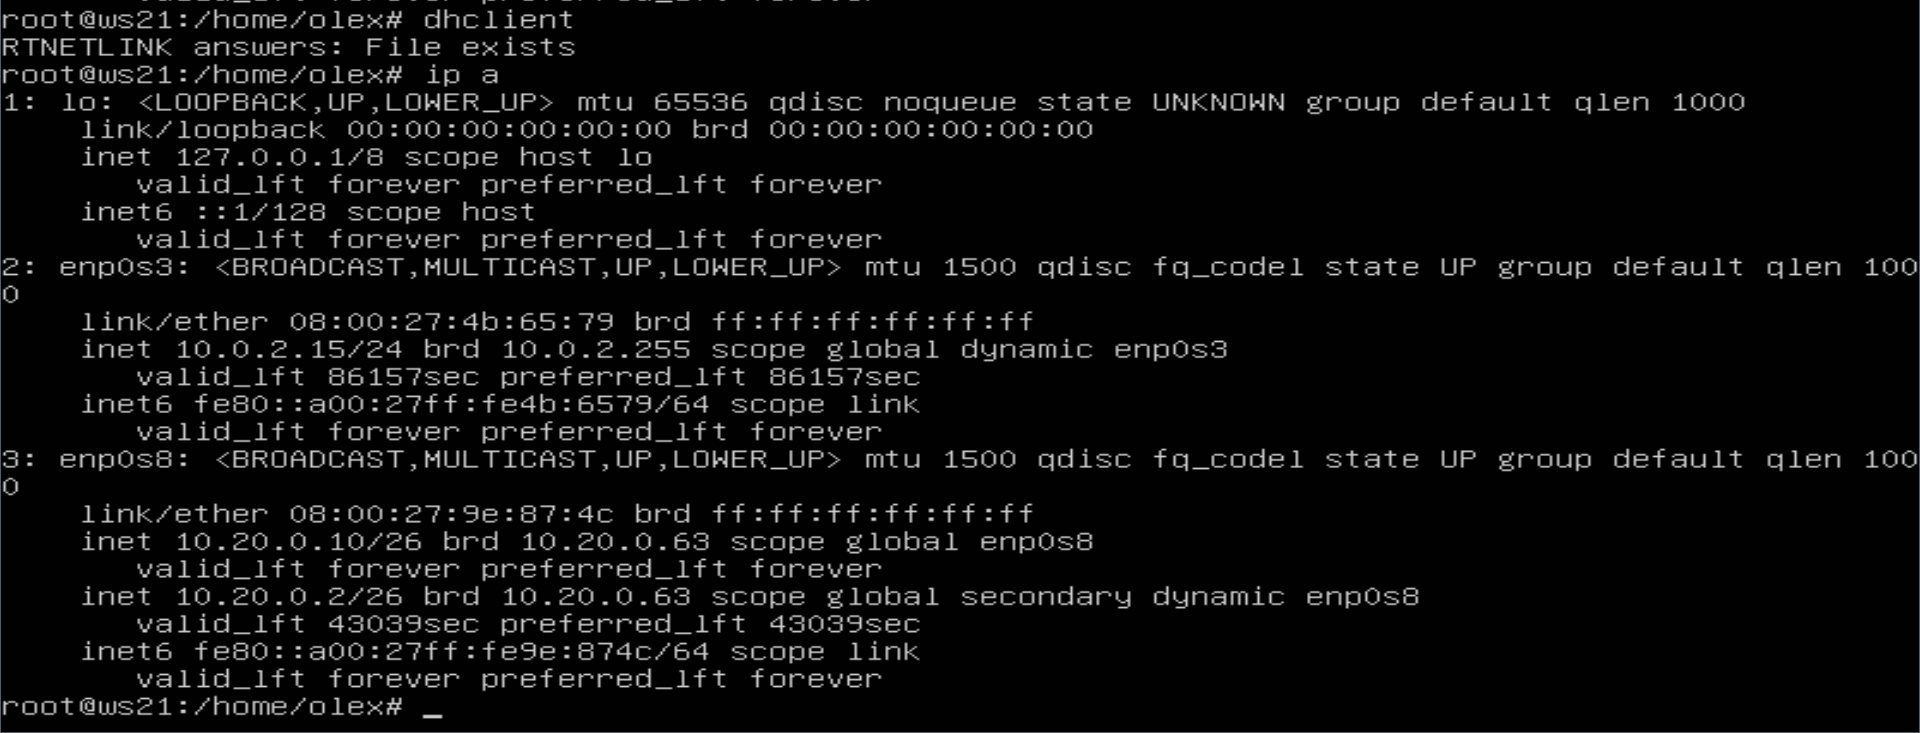 root@ws21:/home/olex# dhclient
RTNETLINK answers: File exists
root@ws21:/home/olex# ip a
1: lo: <LOOPBACK,UP,LOWER_UP> mtu 65536 qdisc noqueue state UNKNOWN group default qlen 1000
    link/loopback 00:00:00:00:00:00 brd 00:00:00:00:00:00
    inet 127.0.0.1/8 scope host lo
       valid_lft forever preferred_lft forever
    inet6 ::1/128 scope host
       valid_lft forever preferred_lft forever
2: enp0s3: <BROADCAST,MULTICAST,UP,LOWER_UP> mtu 1500 qdisc fq_codel state UP group default qlen 100
0
    link/ether 08:00:27:4b:65:79 brd ff:ff:ff:ff:ff:ff
    inet 10.0.2.15/24 brd 10.0.2.255 scope global dynamic enp0s3
       valid_lft 86157sec preferred_lft 86157sec
    inet6 fe80::a00:27ff:fe4b:6579/64 scope link
       valid_lft forever preferred_lft forever
3: enp0s8: <BROADCAST,MULTICAST,UP,LOWER_UP> mtu 1500 qdisc fq_codel state UP group default qlen 100
0
    link/ether 08:00:27:9e:87:4c brd ff:ff:ff:ff:ff:ff
    inet 10.20.0.10/26 brd 10.20.0.63 scope global enp0s8
       valid_lft forever preferred_lft forever
    inet 10.20.0.2/26 brd 10.20.0.63 scope global secondary dynamic enp0s8
       valid_lft 43039sec preferred_lft 43039sec
    inet6 fe80::a00:27ff:fe9e:874c/64 scope link
       valid_lft forever preferred_lft forever
root@ws21:/home/olex# _